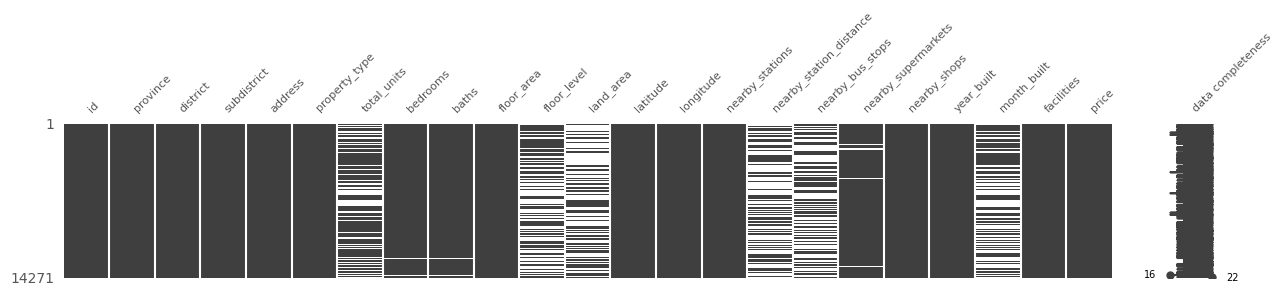 id
province
district
subdistrict
address
property_type
total_units
bedrooms
baths
floor_area
floor_level
land_area
latitude
longitude
nearby_stations
nearby_station_distance
nearby_bus_stops
nearby_supermarkets
nearby_shops
year_built
month_built
facilities
price
data completeness
1
14271
16
22